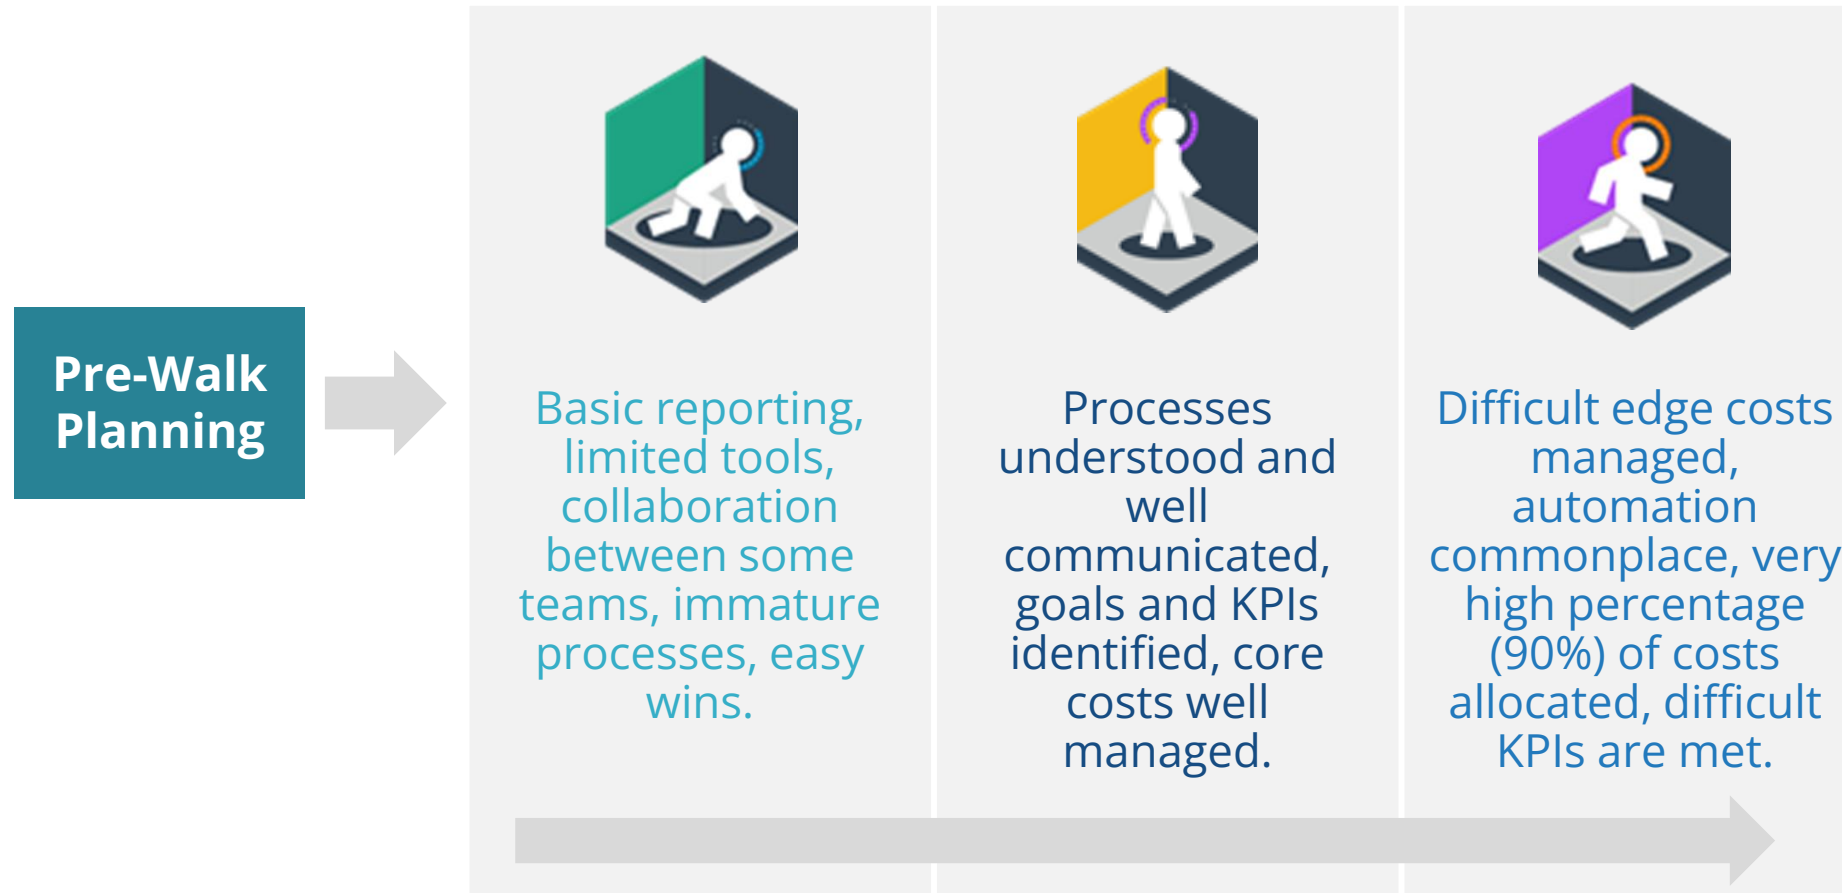 Pre-Walk
Planning
Basic reporting,
limited tools,
collaboration
between some
teams, immature
processes, easy
wins.
Processes
understood and
well
communicated,
goals and KPIs
identified, core
costs well
managed.
Difficult edge costs
managed,
automation
commonplace, very
high percentage
(90%) of costs
allocated, difficult
KPIs are met.